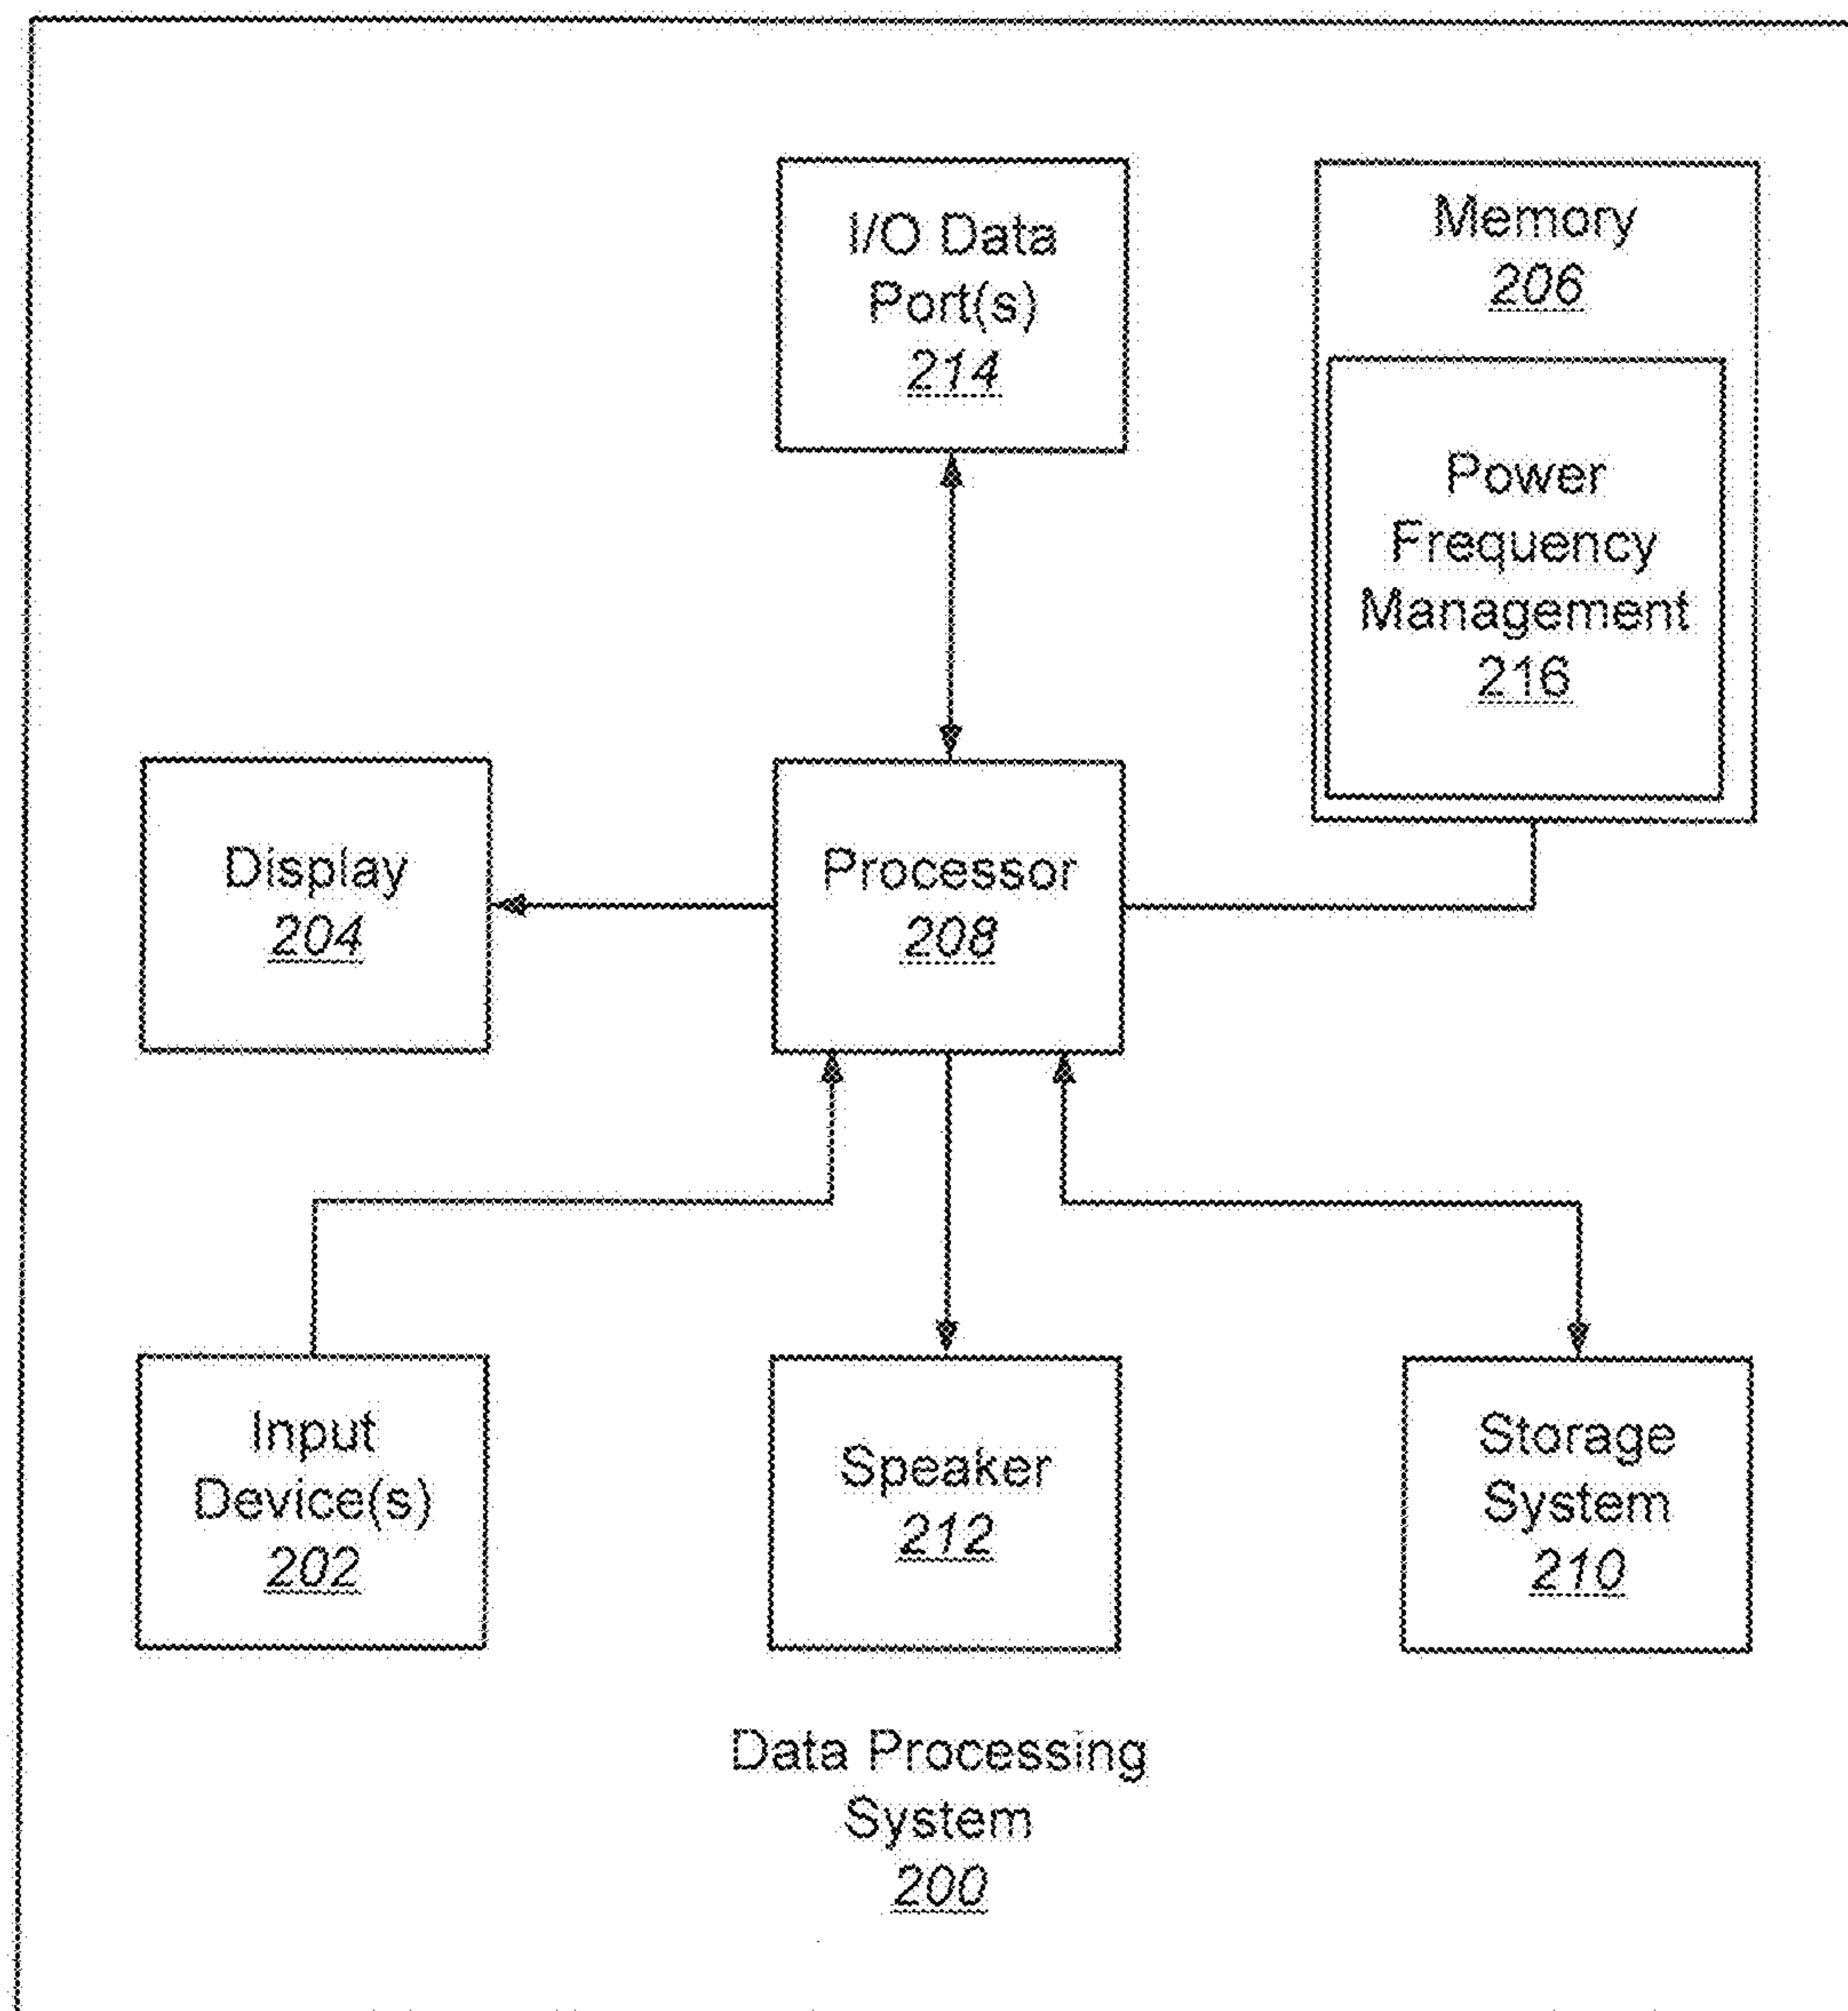 I/O Data
Port(s)
214
Memory
206
Power
Frequency
Management
216
Display
204
Processor
208
Input
Device(s)
202
Speaker
212
Storage
System
210
Data Processing
System
200